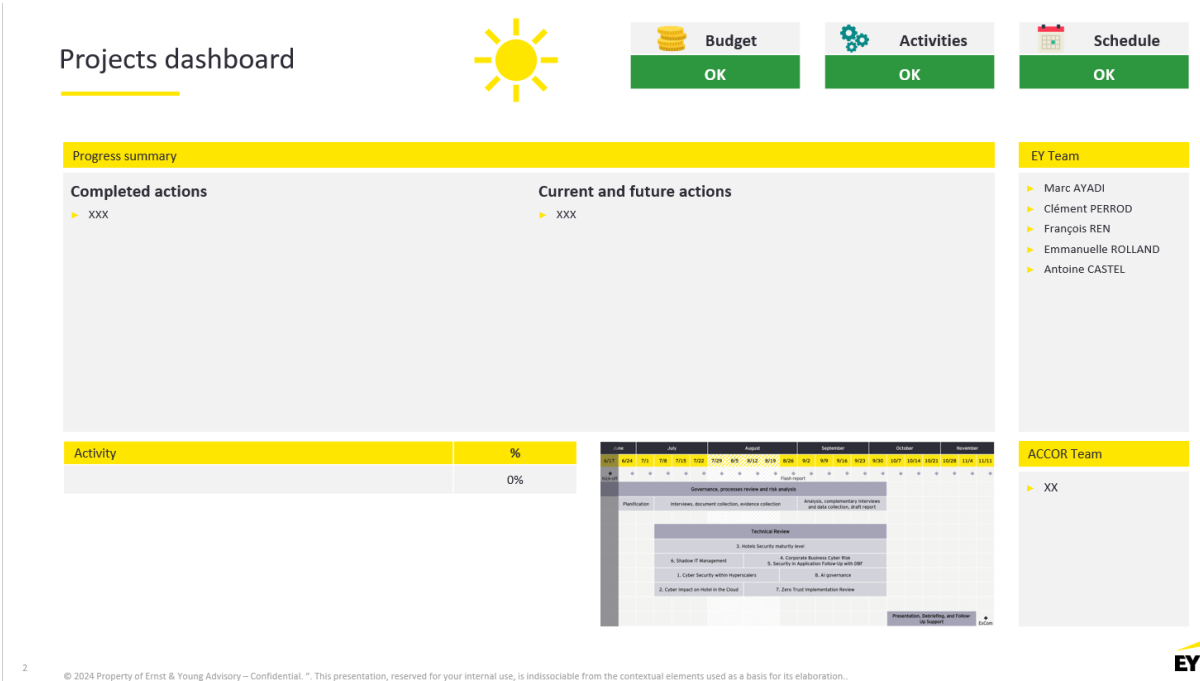 Projects dashboard
Budget
OK
Activities
OK
Schedule
OK
Progress summary
Completed actions
► XXX
Current and future actions
► XXX
EY Team
► Marc AYADI
► Clément PERROD
► François REN
► Emmanuelle ROLLAND
► Antoine CASTEL
Activity %
0%
June July August September October November
6/17 6/24 7/1 7/8 7/15 7/22 7/29 8/5 8/12 8/19 8/26 9/2 9/9 9/16 9/23 9/30 10/7 10/14 10/21 10/28 11/4 11/11
Kick-off
Flash report
Governance, processes review and risk analysis
Planification
Interviews, document collection, evidence collection
Analysis, complementary interviews
and data collection, draft report
Technical Review
3. Hotels Security maturity level
6. Shadow IT Management
4. Corporate Business Cyber Risk
5. Security in Application Follow-Up with DBF
1. Cyber Security within Hyperscalers
8. AI governance
2. Cyber Impact on Hotel in the Cloud
7. Zero Trust Implementation Review
Presentation, Debriefing, and Follow-
Up Support
ExCom
ACCOR Team
► XX
2
© 2024 Property of Ernst & Young Advisory – Confidential. ". This presentation, reserved for your internal use, is indissociable from the contextual elements used as a basis for its elaboration..
EY